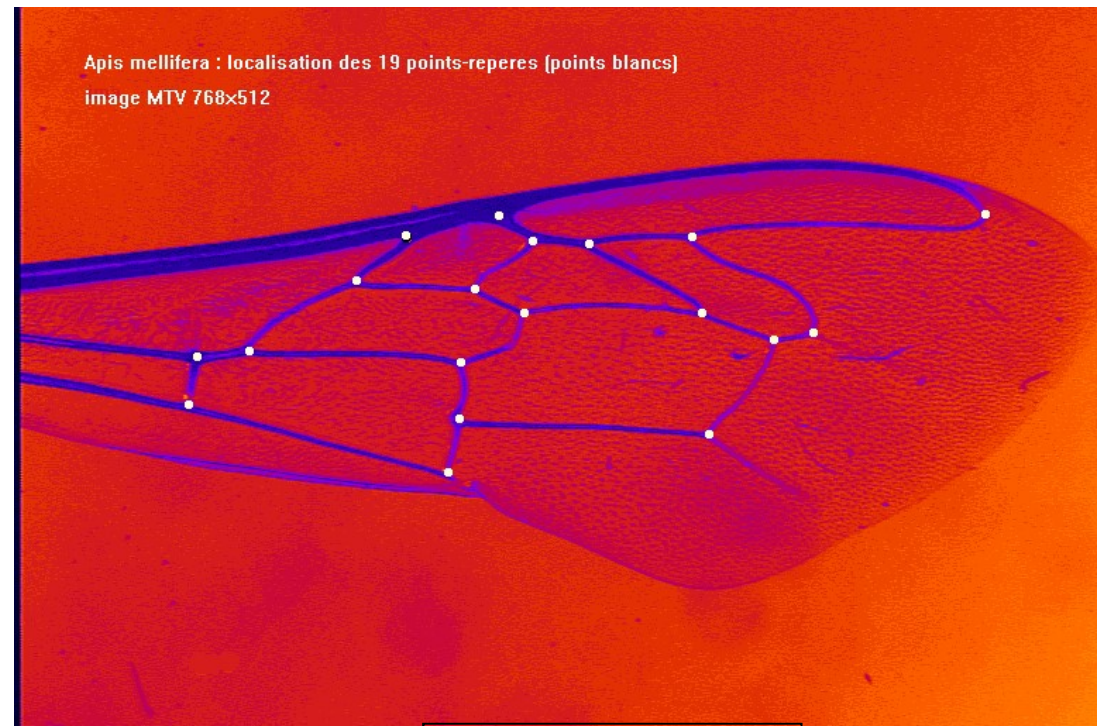 Apis mellifera : localisation des 19 points-reperes (points blancs)
image MTV 768x512